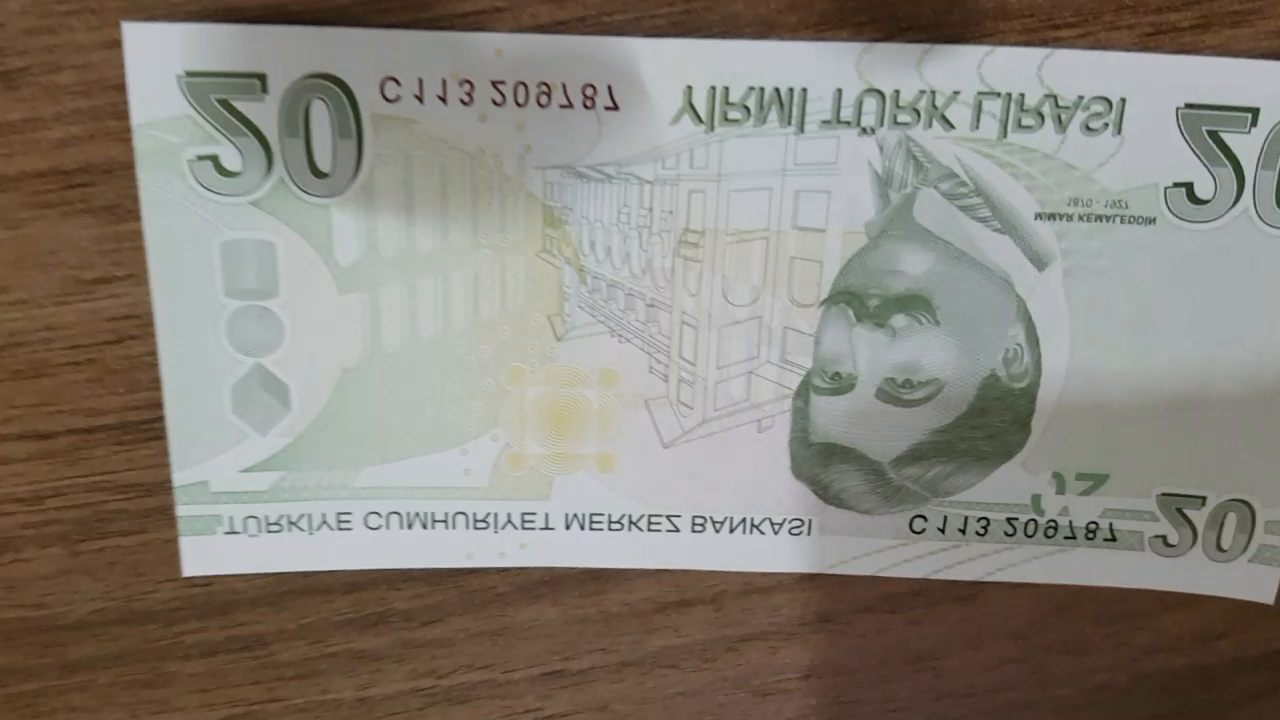 TÜRKİYE CUMHURİYET MERKEZ BANKASI
C113 209787
20
MİMAR KEMALEDDİN
1870 - 1927
20
C113 209787
YİRMİ TÜRK LİRASI
20